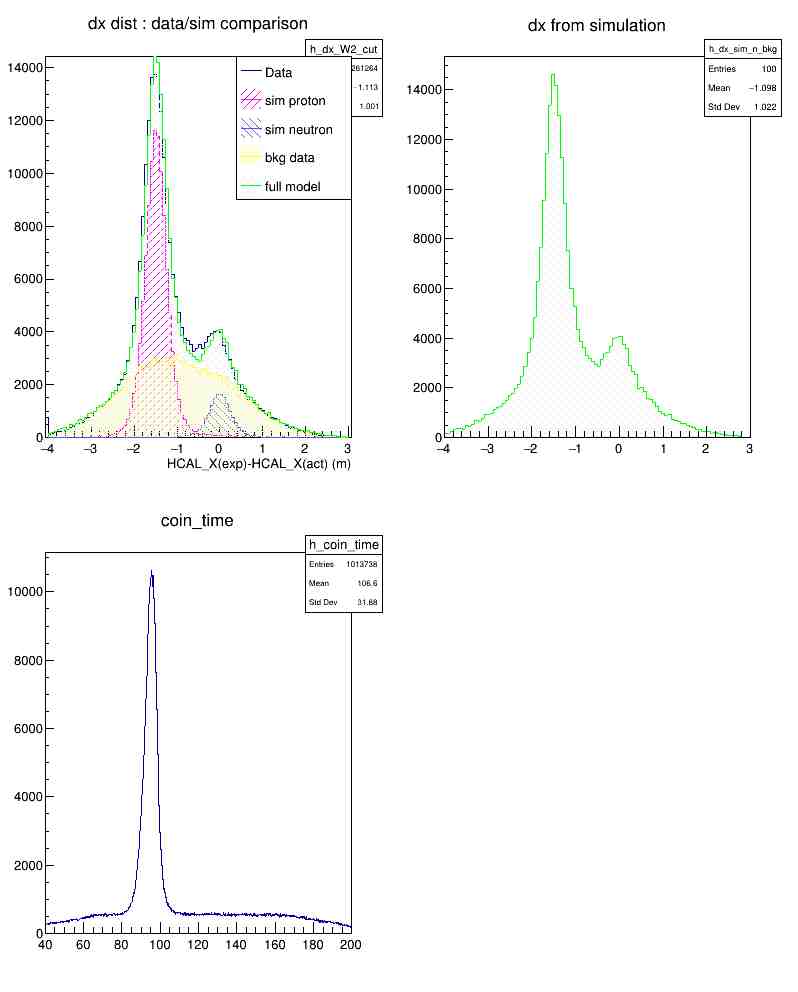 dx dist : data/sim comparison
h_dx_W2_cut
261264
-1.113
1.001
Data
sim proton
sim neutron
bkg data
full model
14000
12000
10000
8000
6000
4000
2000
0
−4 −3 −2 −1 0 1 2 3
HCAL_X(exp)-HCAL_X(act) (m)
dx from simulation
h_dx_sim_n_bkg
Entries 100
Mean −1.098
Std Dev 1.022
14000
12000
10000
8000
6000
4000
2000
0
−4 −3 −2 −1 0 1 2 3
coin_time
h_coin_time
Entries 1013738
Mean 106.6
Std Dev 31.68
10000
8000
6000
4000
2000
0
40 60 80 100 120 140 160 180 200